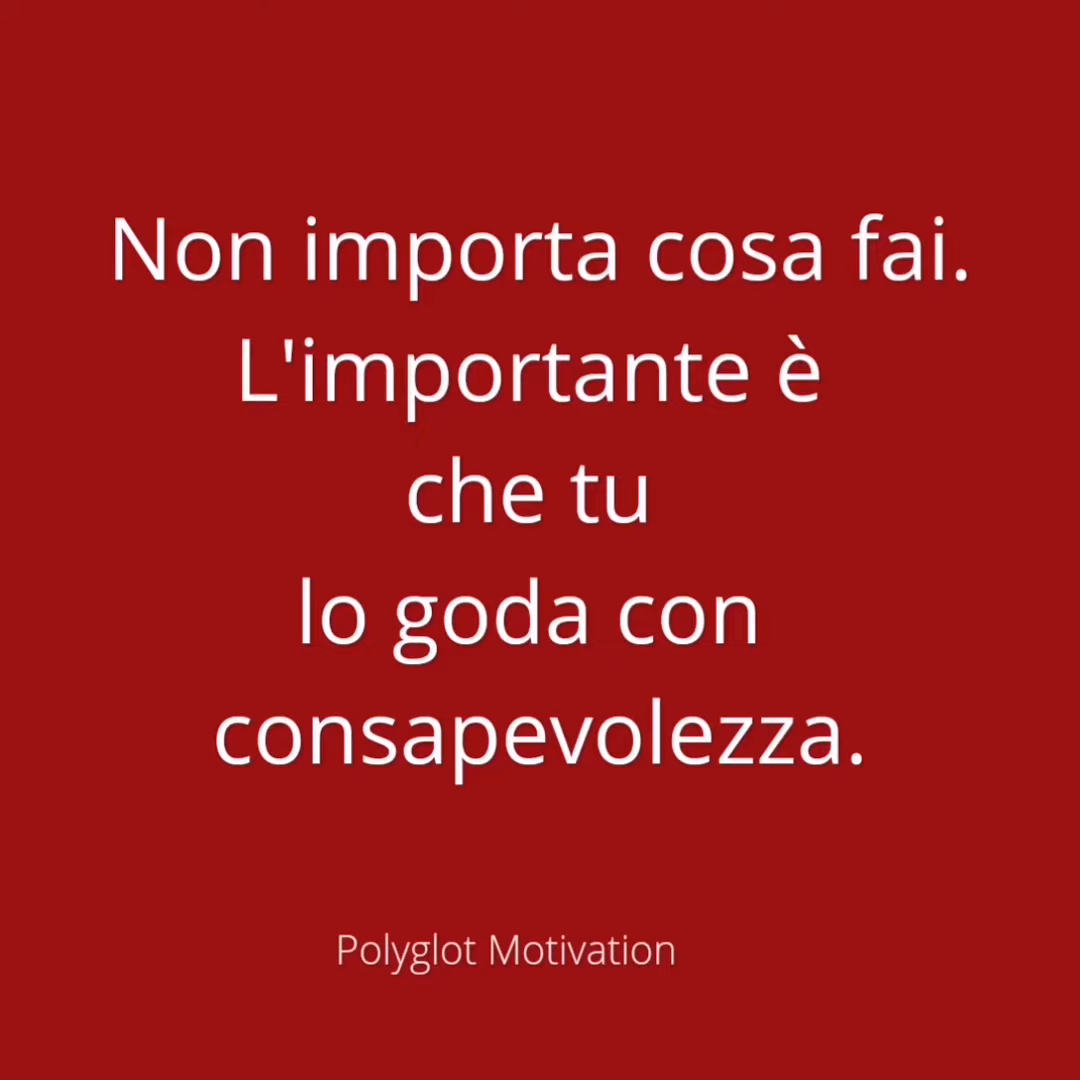 Non importa cosa fai.
L'importante è
che tu
lo goda con
consapevolezza.
Polyglot Motivation